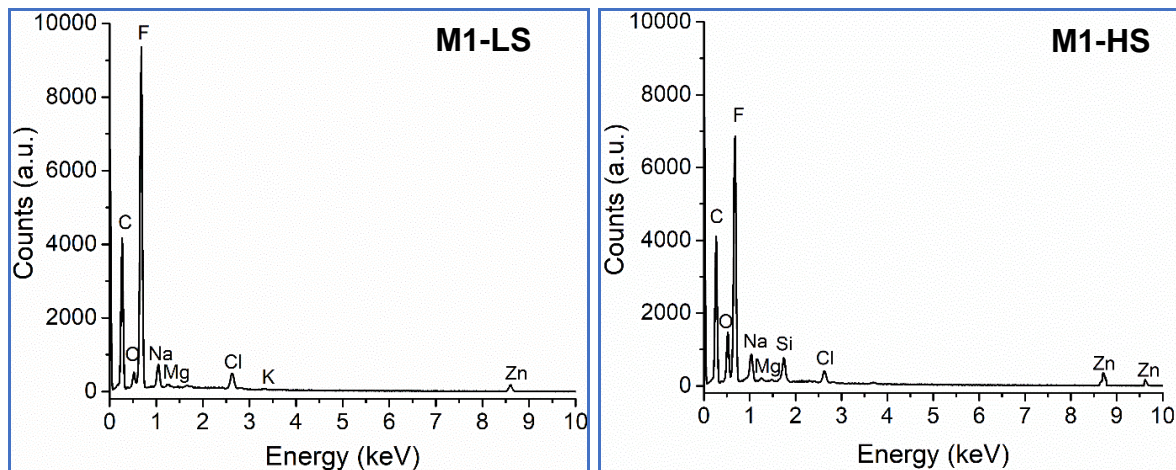 M1-LS
10000
8000
6000
4000
2000
0
Counts (a.u.)
C
O
F
Na
Mg
Cl
K
Zn
0 1 2 3 4 5 6 7 8 9 10
Energy (keV)
M1-HS
10000
8000
6000
4000
2000
0
Counts (a.u.)
C
O
F
Na
Mg
Si
Cl
Zn
Zn
0 1 2 3 4 5 6 7 8 9 10
Energy (keV)